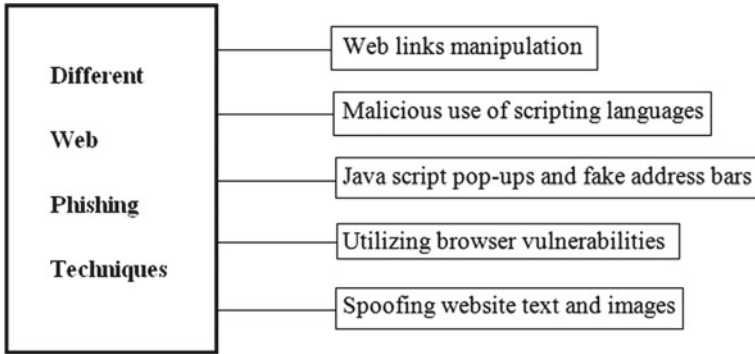 Different
Web
Phishing
Techniques
Web links manipulation
Malicious use of scripting languages
Java script pop-ups and fake address bars
Utilizing browser vulnerabilities
Spoofing website text and images